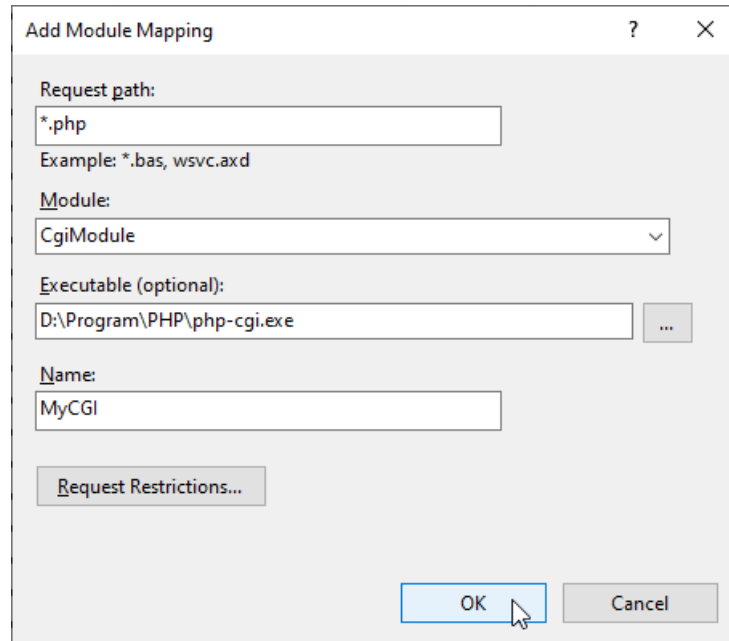 Add Module Mapping
?
Request path:
*.php
Example: *.bas, wsvc.axd
Module:
CgiModule
Executable (optional):
D:\Program\PHP\php-cgi.exe
...
Name:
MyCGI
Request Restrictions...
OK
Cancel